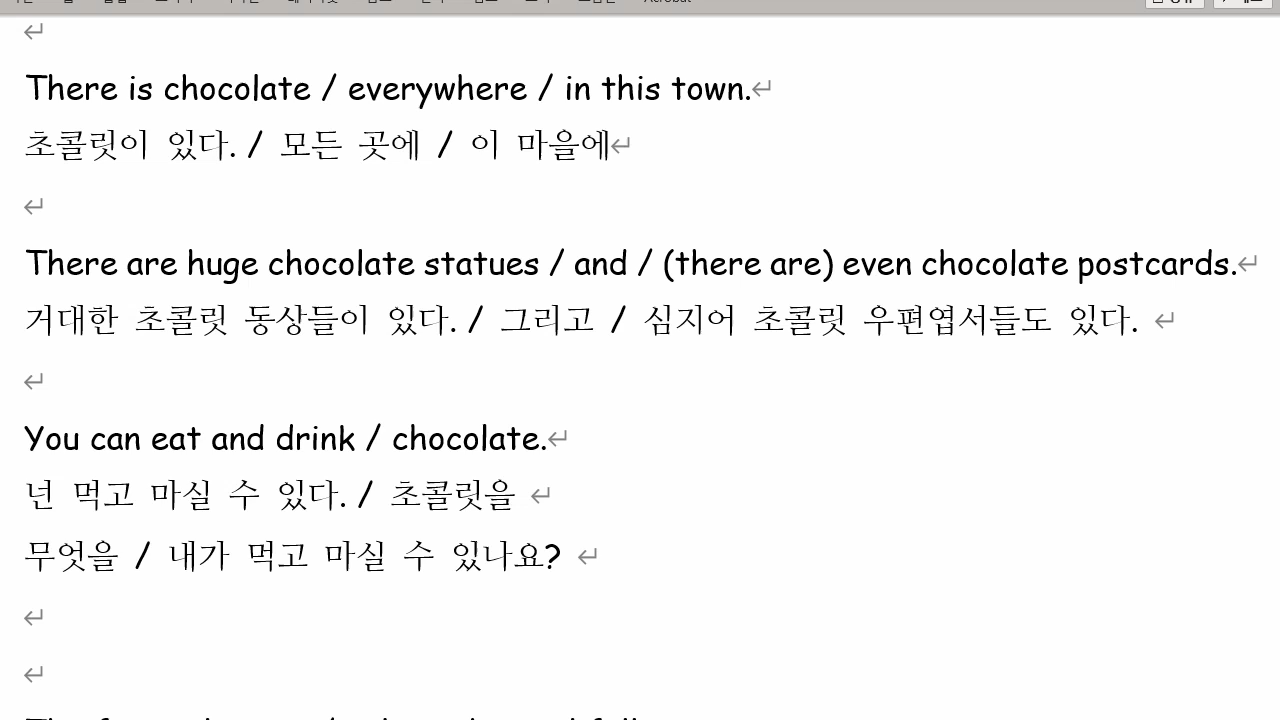 There is chocolate / everywhere / in this town.
초콜릿이 있다. / 모든 곳에 / 이 마을에
There are huge chocolate statues / and / (there are) even chocolate postcards.
거대한 초콜릿 동상들이 있다. / 그리고 / 심지어 초콜릿 우편엽서들도 있다.
You can eat and drink / chocolate.
넌 먹고 마실 수 있다. / 초콜릿을
무엇을 / 내가 먹고 마실 수 있나요?